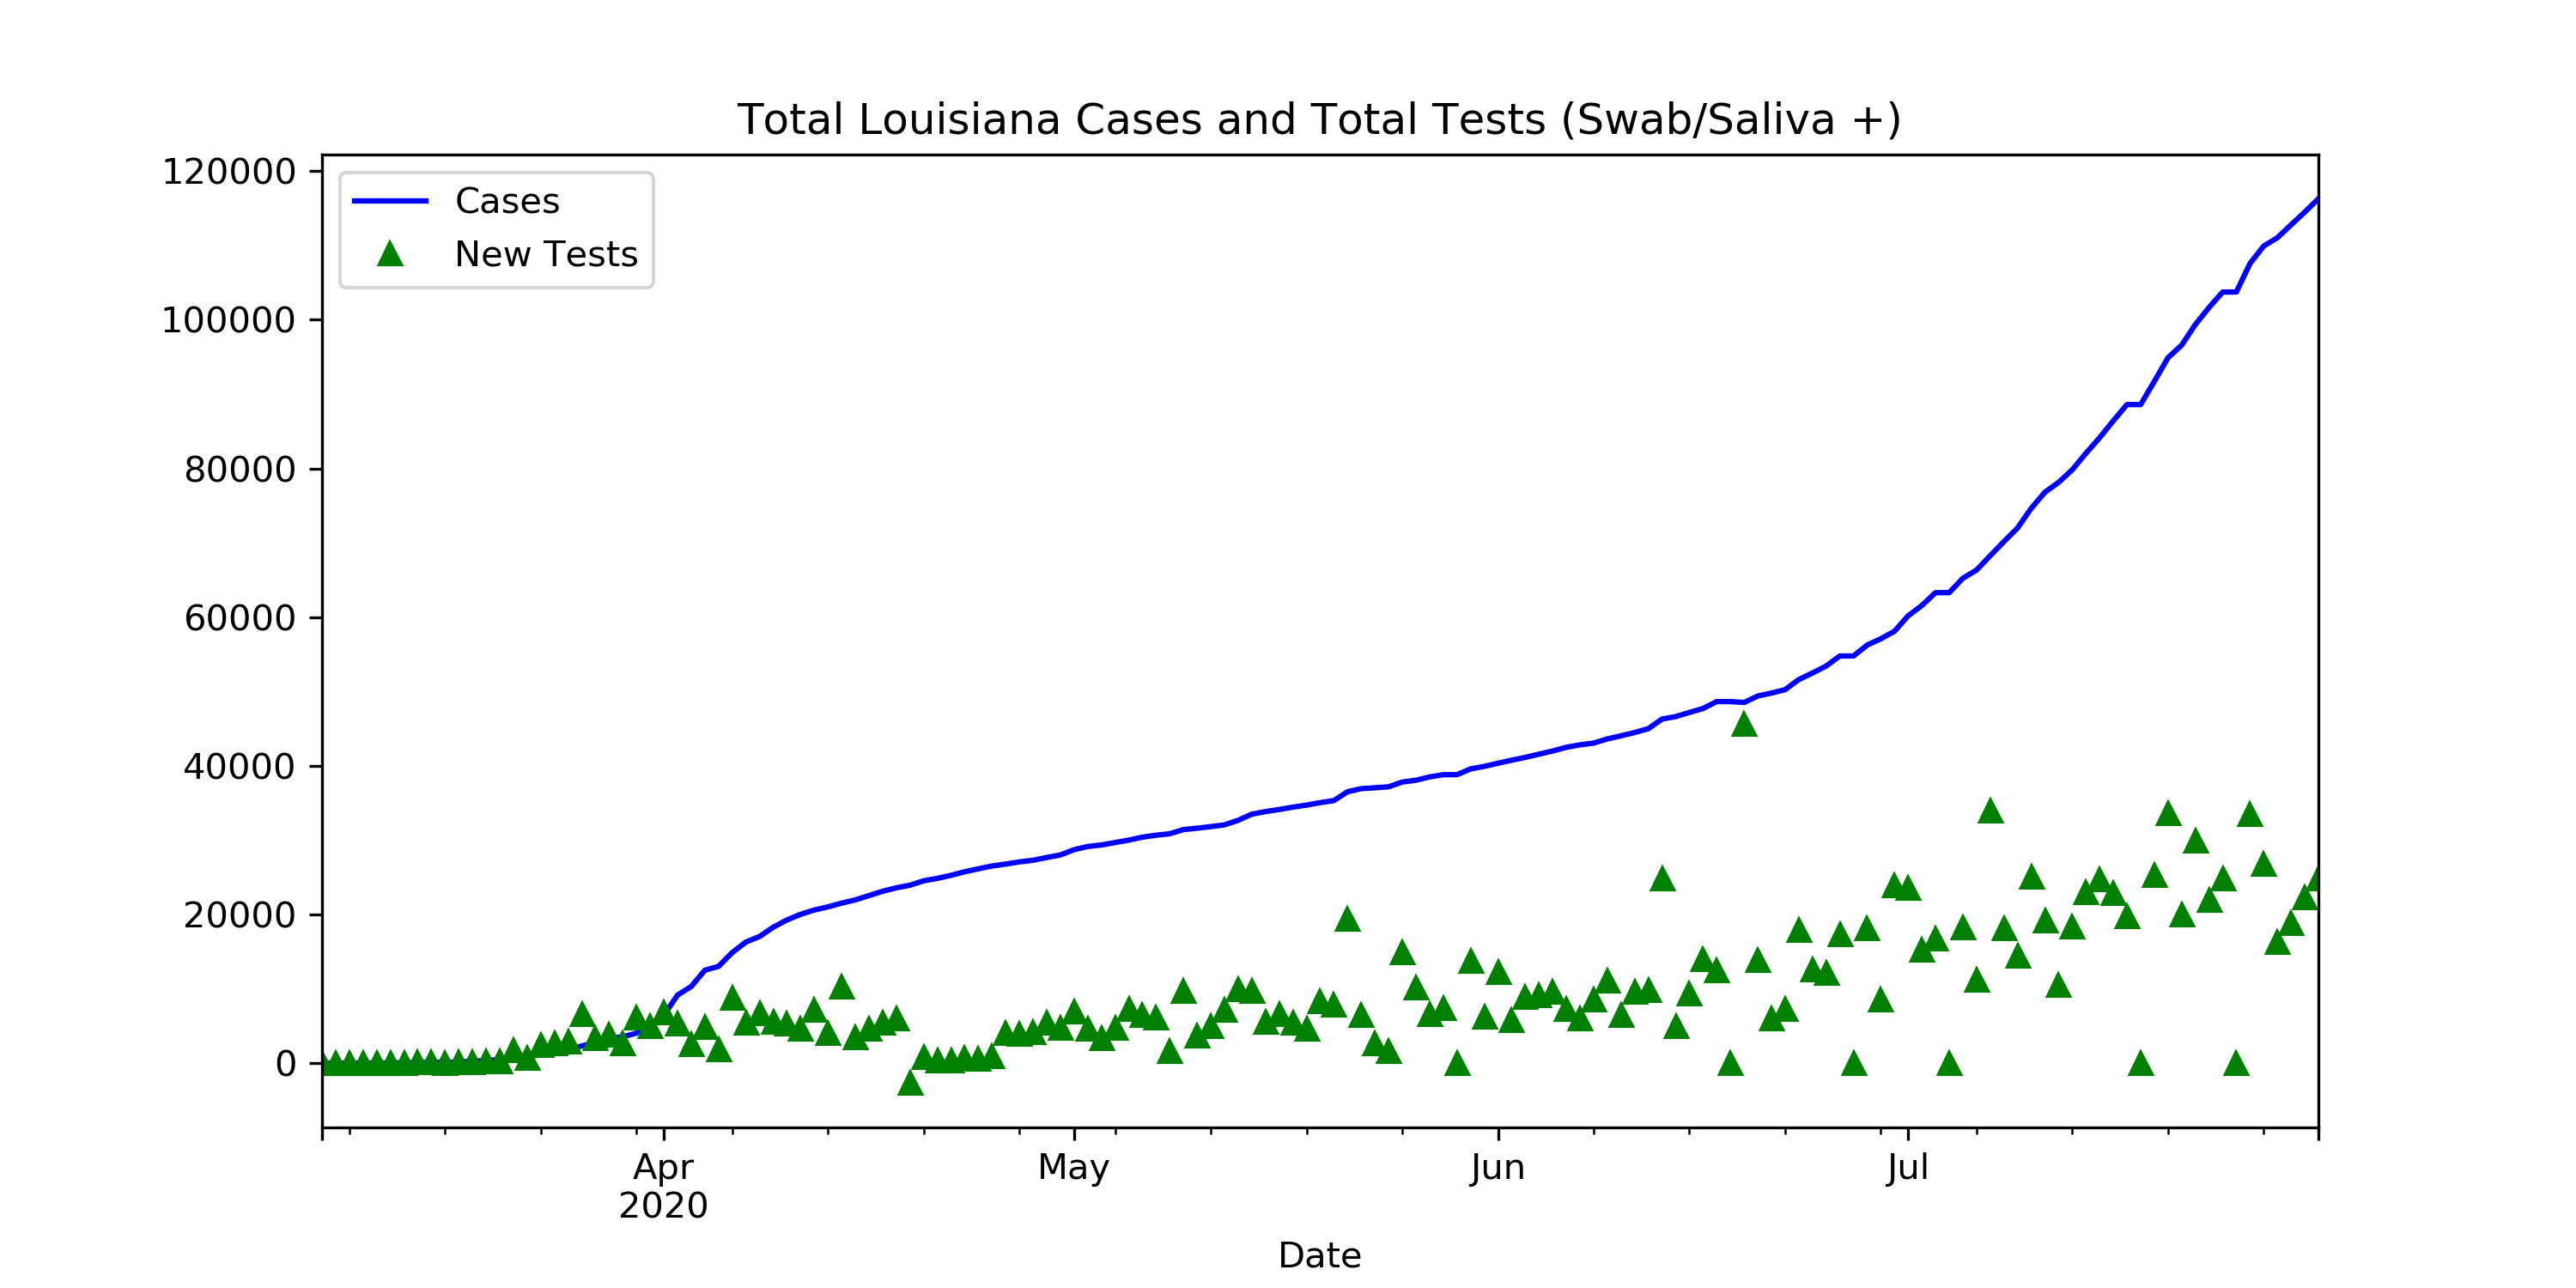 Total Louisiana Cases and Total Tests (Swab/Saliva +)
120000
100000
80000
60000
40000
20000
0
Cases
New Tests
Apr
2020
May
Jun
Jul
Date